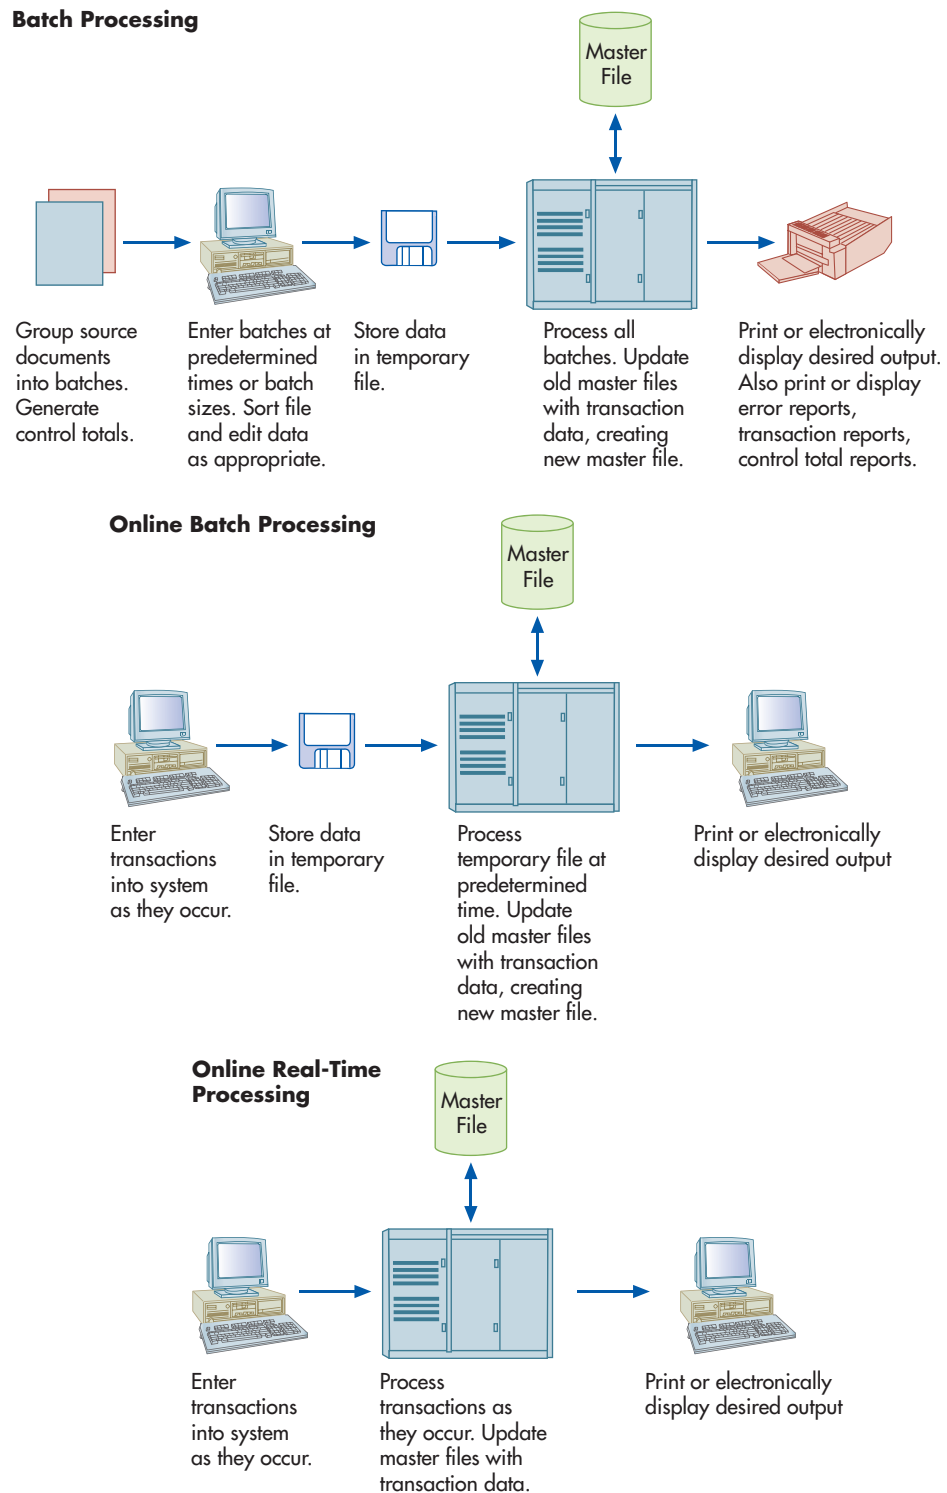 Batch Processing
Master
File
Group source
documents
into batches.
Generate
control totals.
Enter batches at
predetermined
times or batch
sizes. Sort file
and edit data
as appropriate.
Store data
in temporary
file.
Process all
batches. Update
old master files
with transaction
data, creating
new master file.
Print or electronically
display desired output.
Also print or display
error reports,
transaction reports,
control total reports.
Online Batch Processing
Master
File
Enter
transactions
into system
as they occur.
Store data
in temporary
file.
Process
temporary file at
predetermined
time. Update
old master files
with transaction
data, creating
new master file.
Print or electronically
display desired output
Online Real-Time
Processing
Master
File
Enter
transactions
into system
as they occur.
Process
transactions as
they occur. Update
master files with
transaction data.
Print or electronically
display desired output